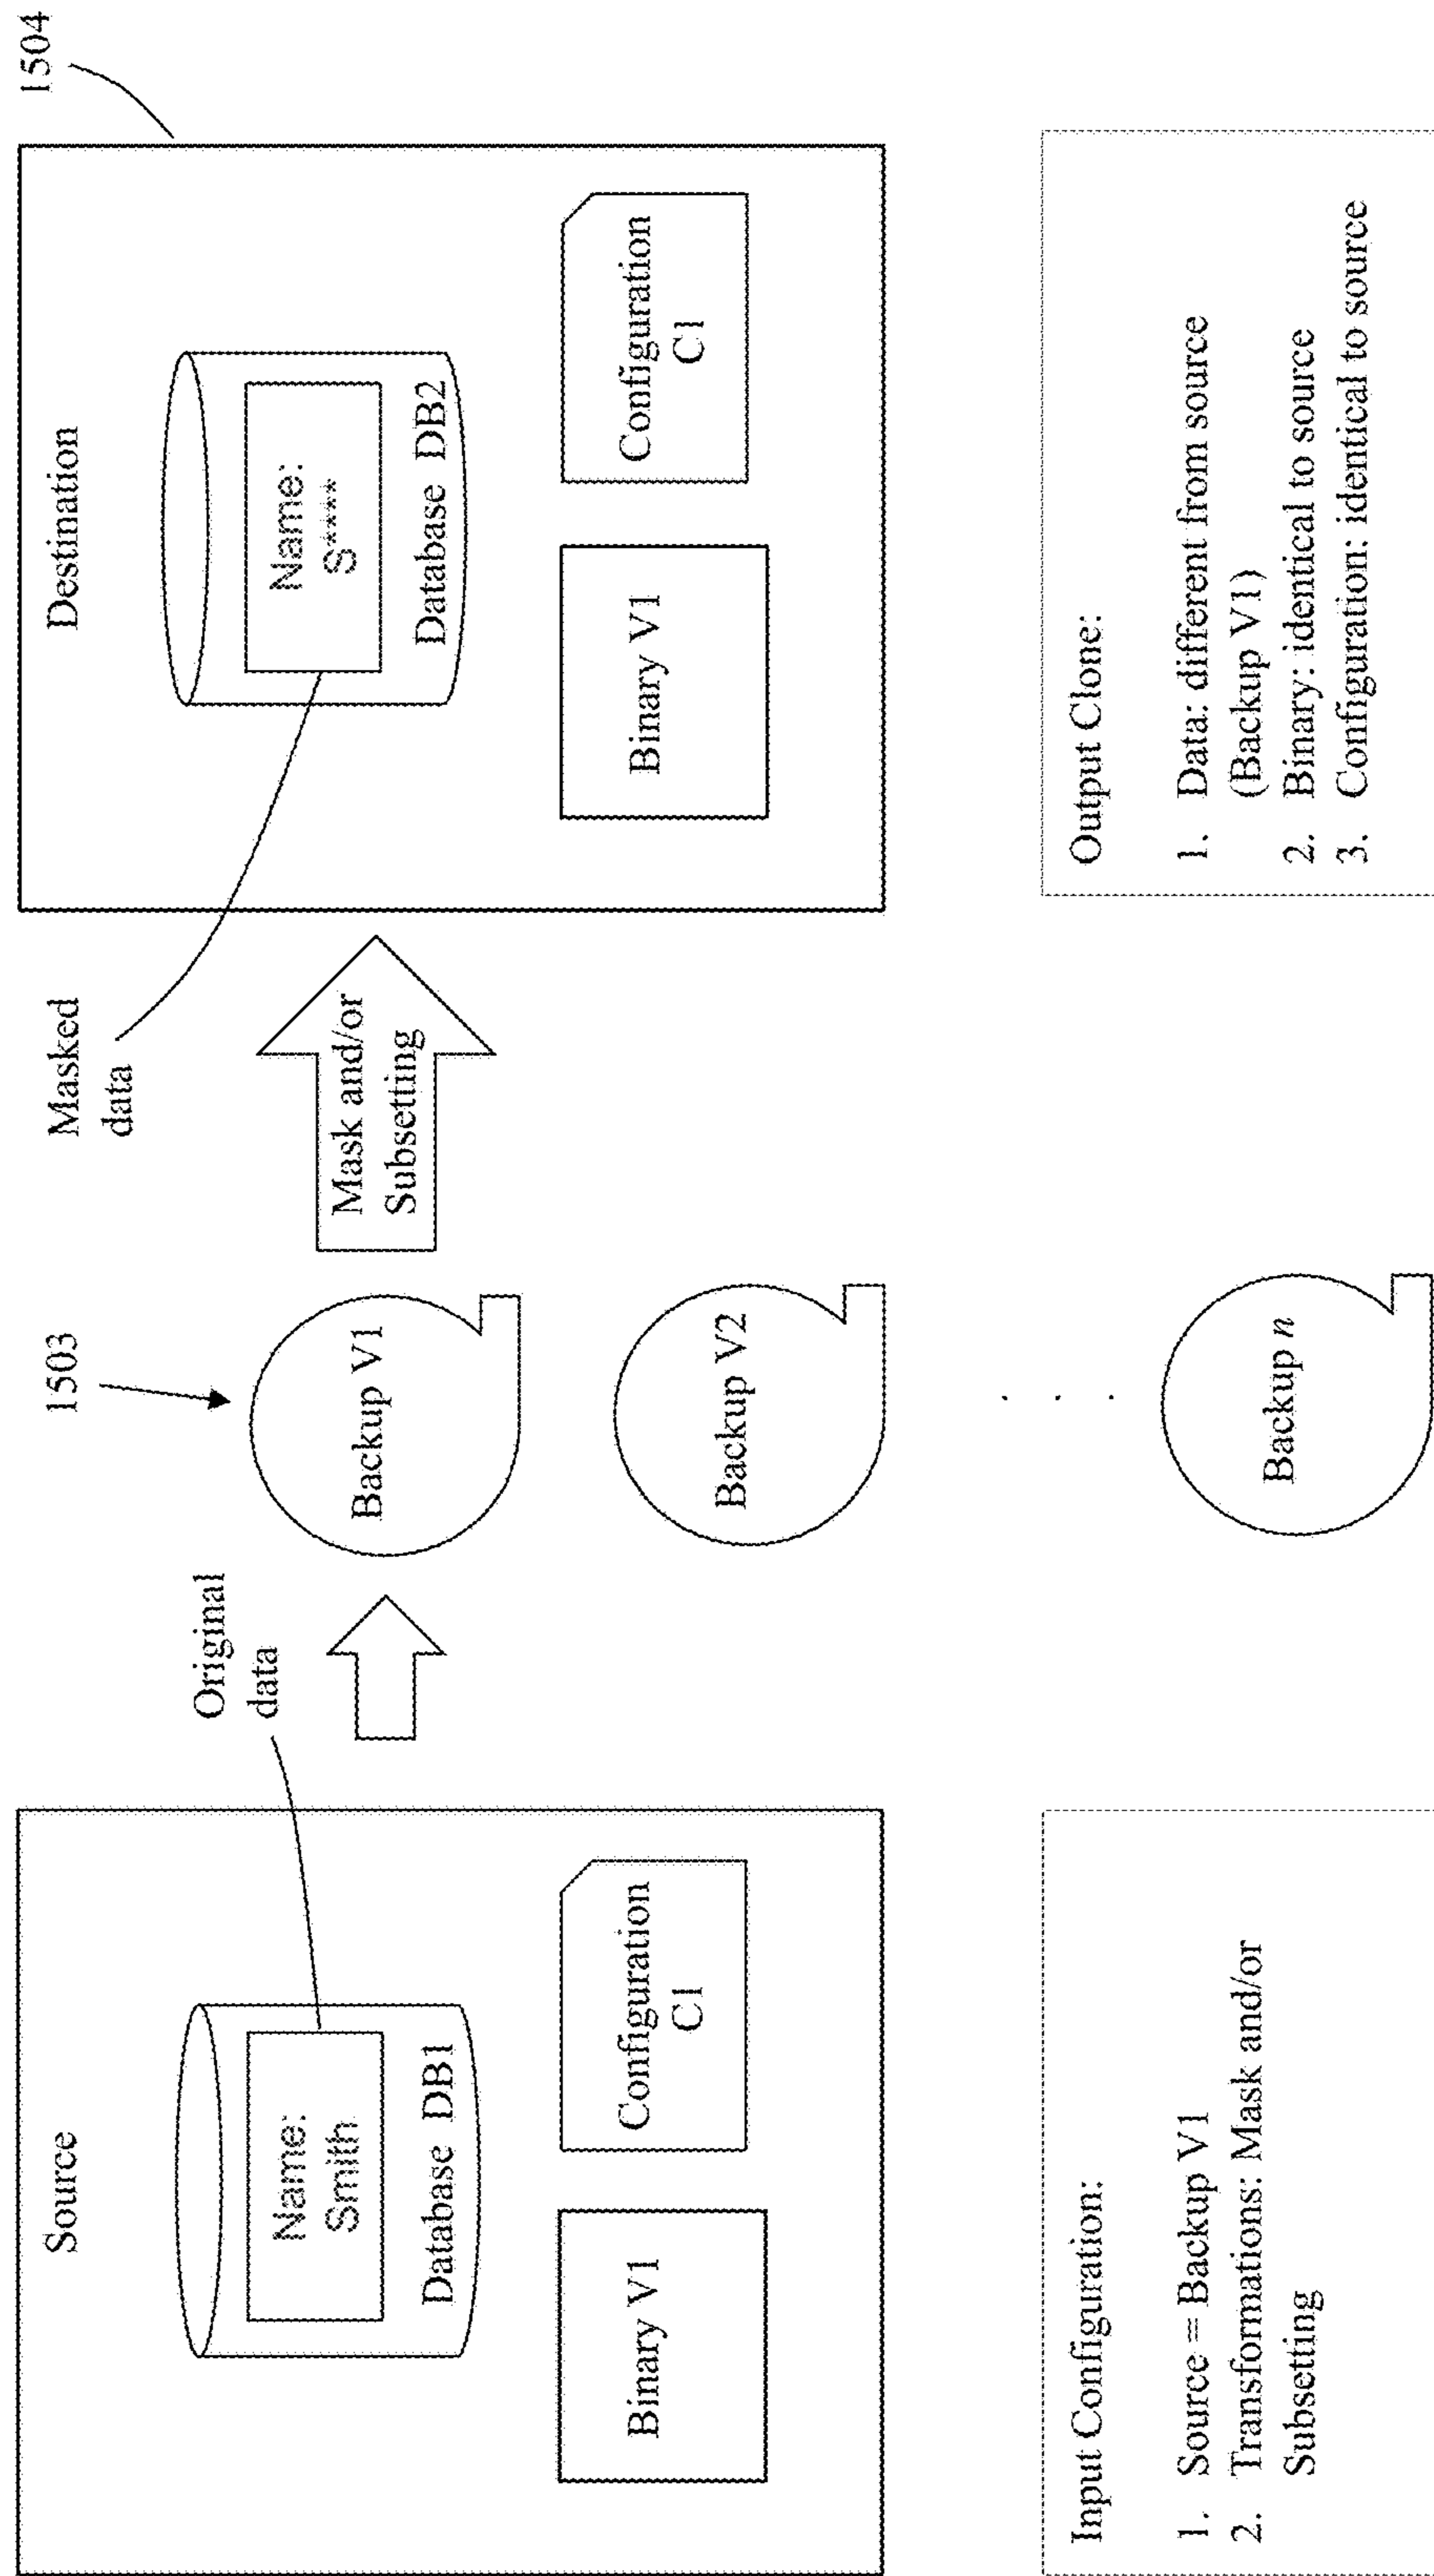 Source
Name:
Smith
Database DB1
Binary V1
Configuration
C1
Original
data
1503
Backup V1
Backup V2
. . .
Backup n
Mask and/or
Subsetting
Masked
data
Destination
1504
Name:
S****
Database DB2
Binary V1
Configuration
C1
Input Configuration:
1. Source = Backup V1
2. Transformations: Mask and/or
Subsetting
Output Clone:
1. Data: different from source
(Backup V1)
2. Binary: identical to source
3. Configuration: identical to source